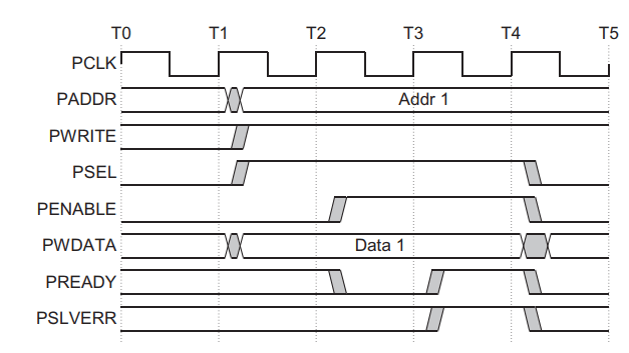 T0 T1 T2 T3 T4 T5
PCLK
PADDR Addr 1
PWRITE
PSEL
PENABLE
PWDATA Data 1
PREADY
PSLVERR